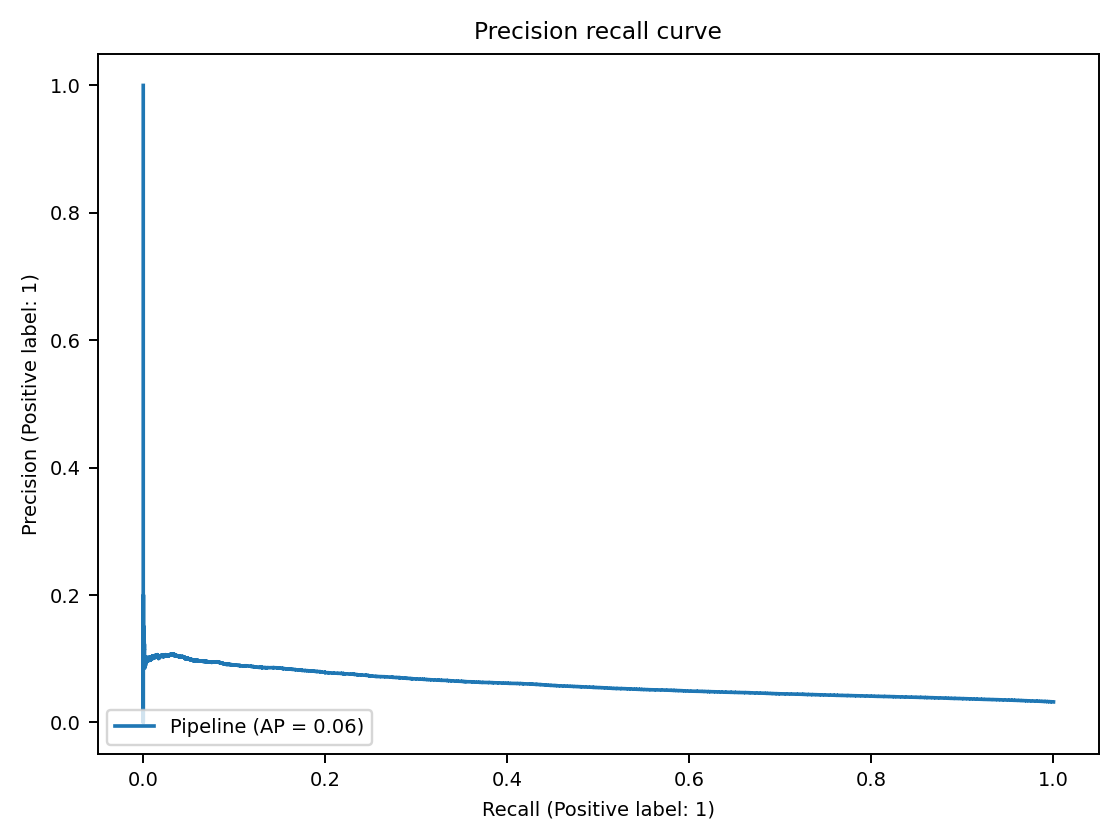 Precision recall curve
Precision (Positive label: 1)
1.0
0.8
0.6
0.4
0.2
0.0
Pipeline (AP = 0.06)
0.0 0.2 0.4 0.6 0.8 1.0
Recall (Positive label: 1)